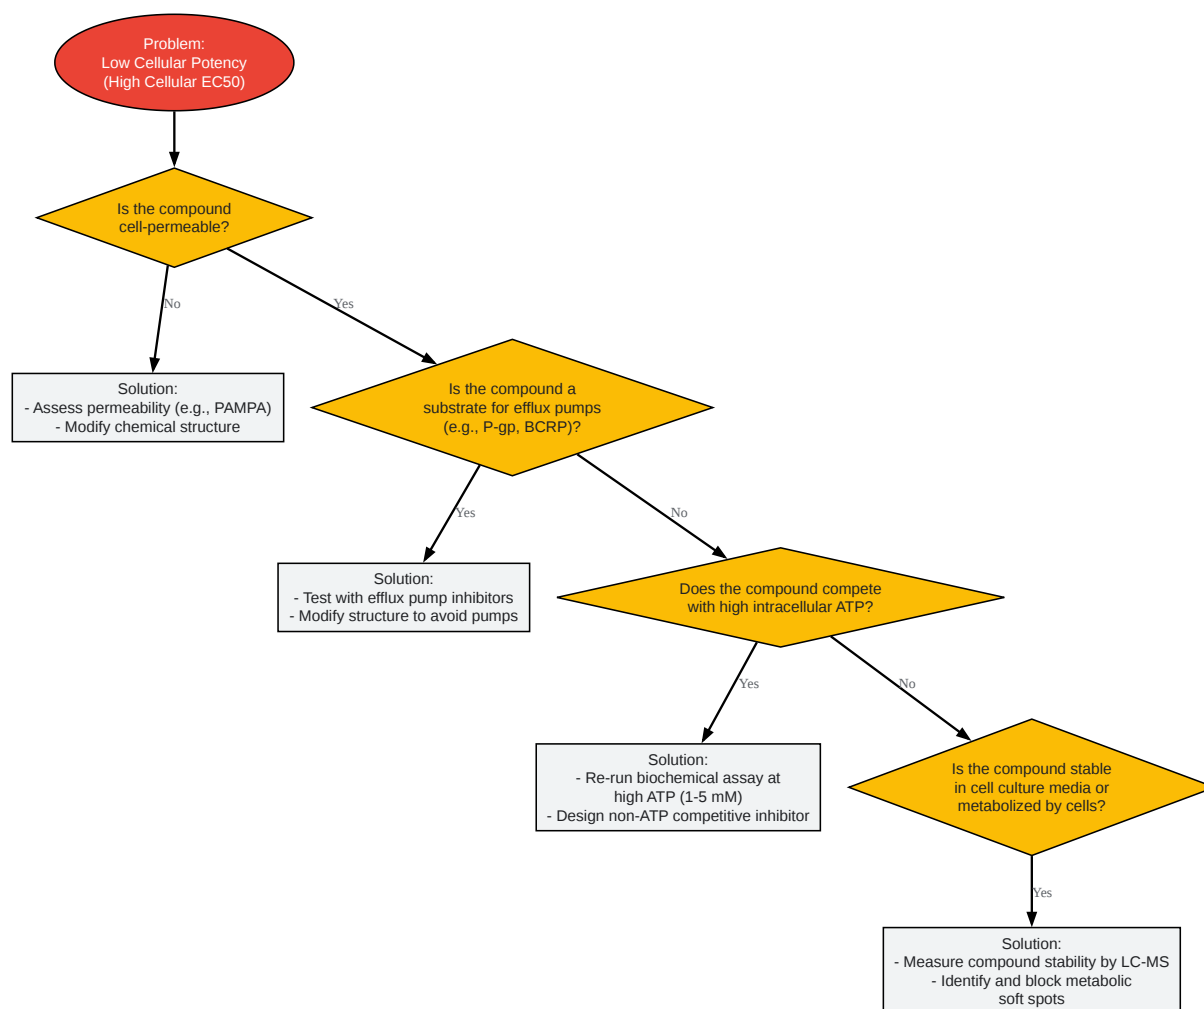 Problem:
Low Cellular Potency
(High Cellular EC50)
Is the compound
cell-permeable?
No
Yes
Solution:
- Assess permeability (e.g., PAMPA)
- Modify chemical structure
Is the compound a
substrate for efflux pumps
(e.g., P-gp, BCRP)?
Yes
No
Solution:
- Test with efflux pump inhibitors
- Modify structure to avoid pumps
Does the compound compete
with high intracellular ATP?
Yes
No
Solution:
- Re-run biochemical assay at
high ATP (1-5 mM)
- Design non-ATP competitive inhibitor
Is the compound stable
in cell culture media or
metabolized by cells?
Yes
Solution:
- Measure compound stability by LC-MS
- Identify and block metabolic
soft spots